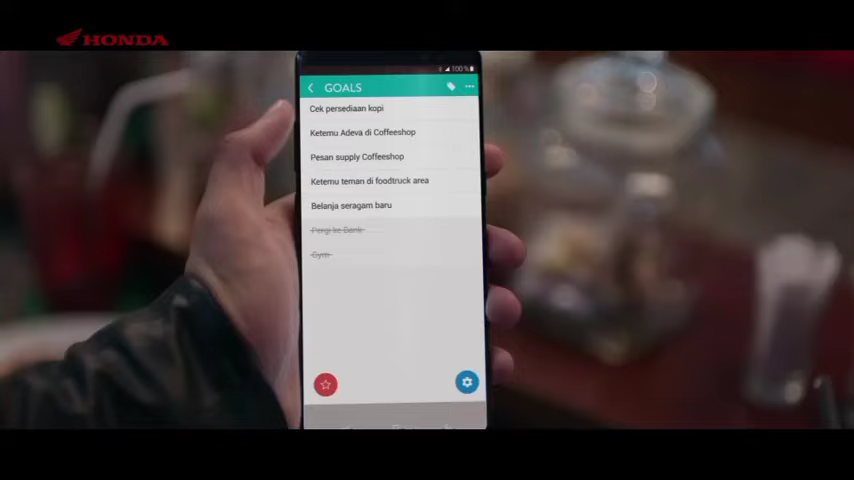 HONDA
100%
GOALS
Cek persediaan kopi
Ketemu Adeva di Coffeeshop
Pesan supply Coffeeshop
Ketemu teman di foodtruck area
Belanja seragam baru
Pergi ke Bank
Gym